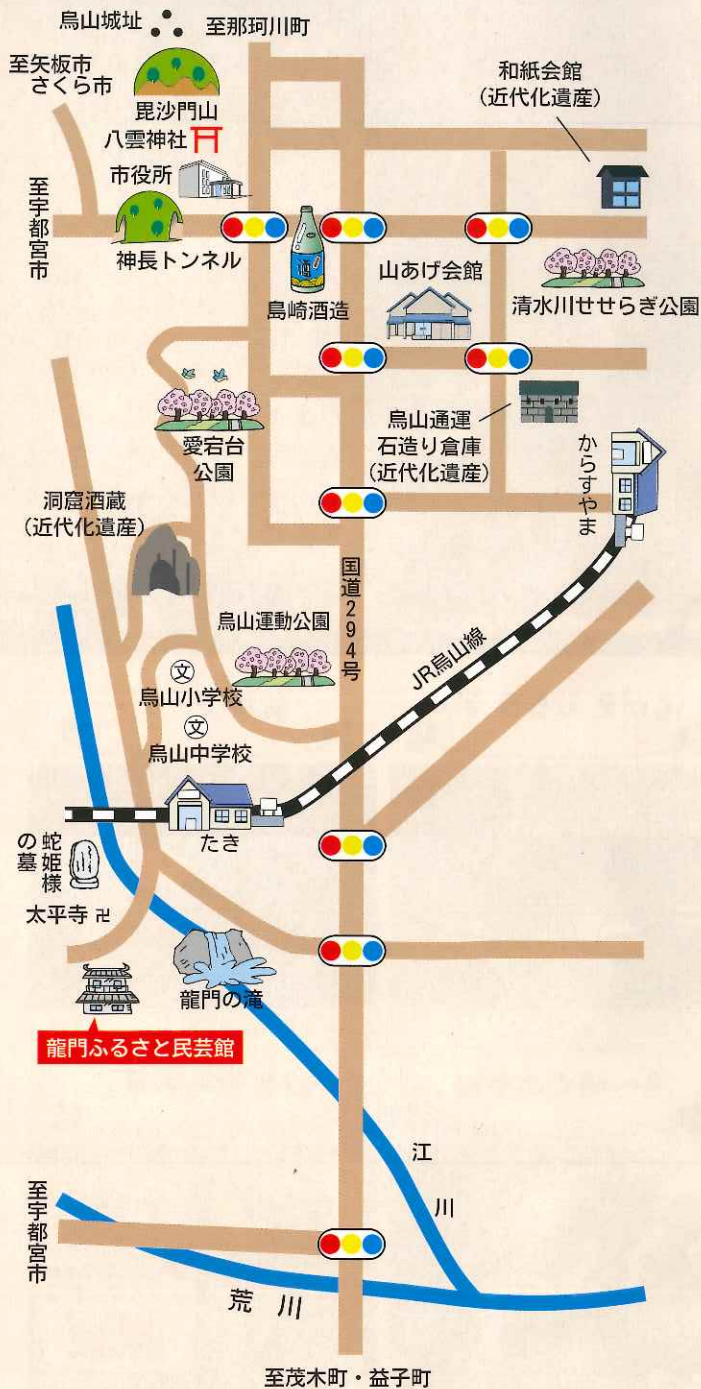 烏山城址
至那珂川町
至矢板市
さくら市
毘沙門山
八雲神社
市役所
至宇都宮市
神長トンネル
酒
島崎酒造
和紙会館
(近代化遺産)
山あげ会館
清水川せせらぎ公園
愛宕台
公園
烏山通運
石造り倉庫
(近代化遺産)
からすやま
洞窟酒蔵
(近代化遺産)
国道294号
烏山運動公園
JR烏山線
文
烏山小学校
文
烏山中学校
たき
蛇姫様
の墓
太平寺 卍
龍門の滝
龍門ふるさと民芸館
江川
至宇都宮市
荒川
至茂木町・益子町